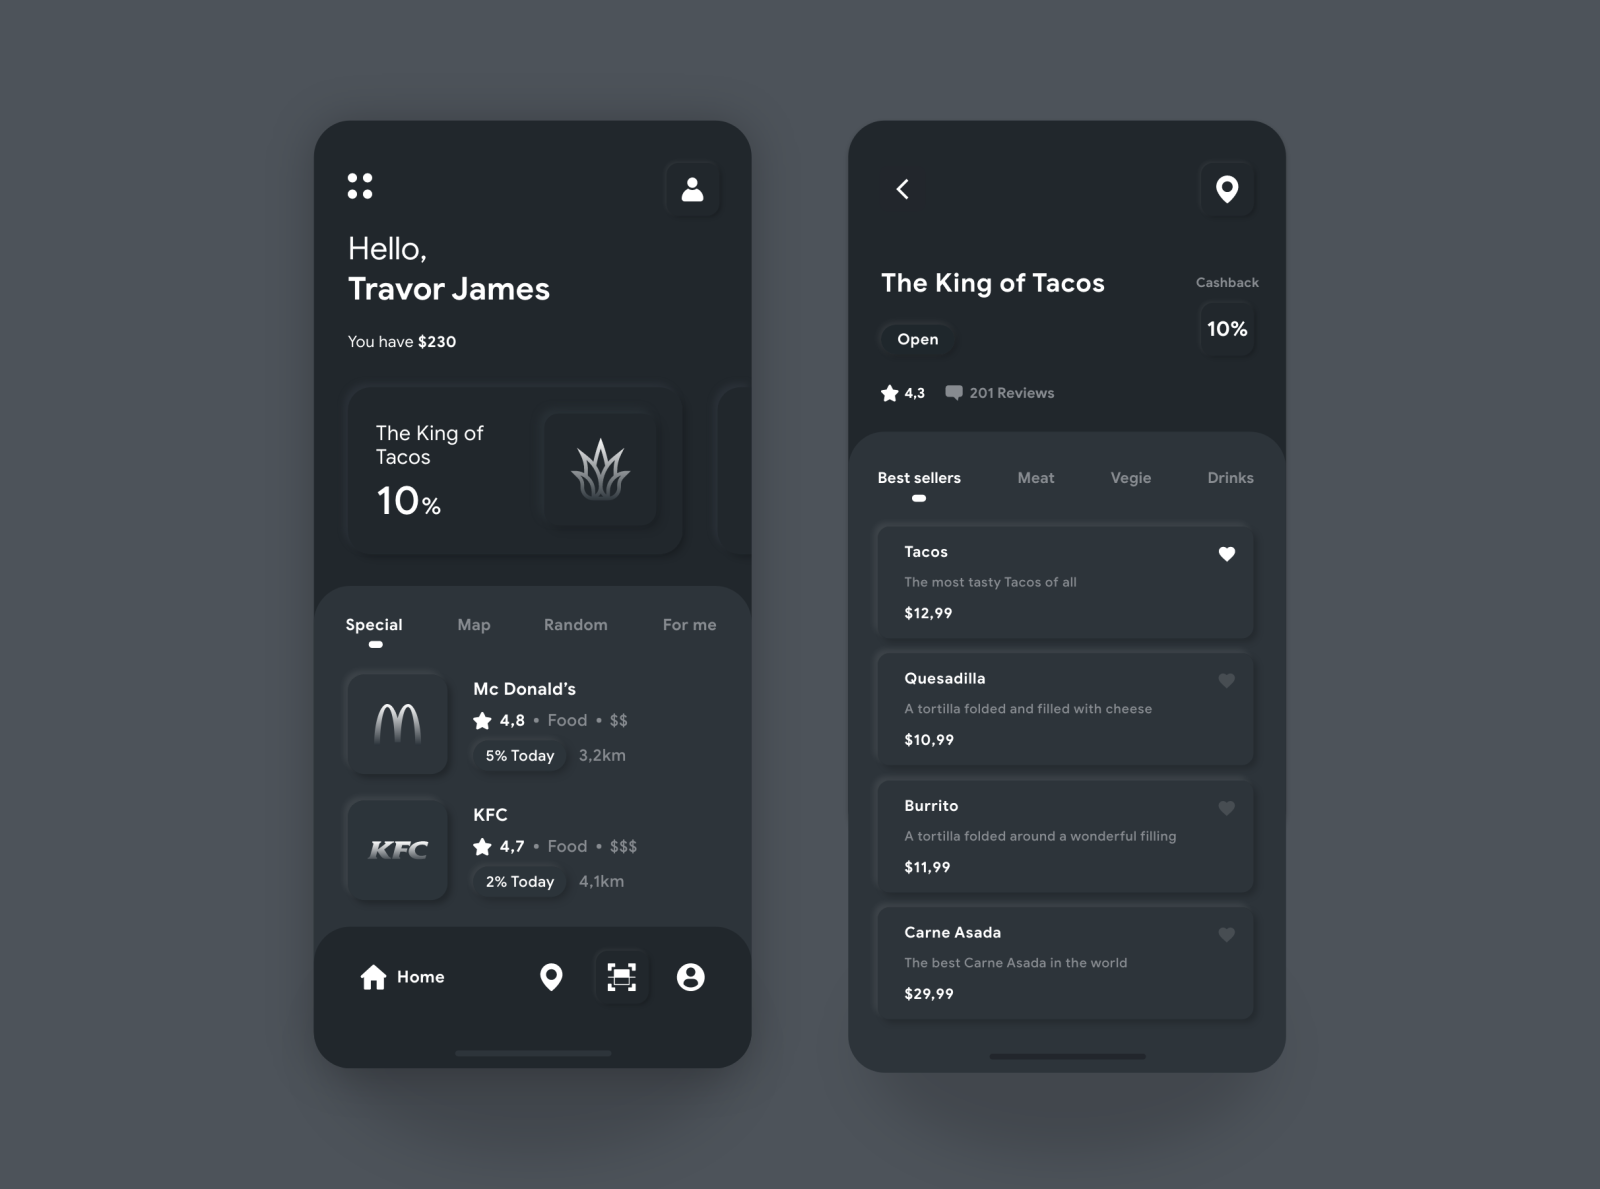 Hello,
Travor James
You have $230
The King of
Tacos
10%
Special
Map
Random
For me
Mc Donald's
4,8 • Food • $$
5% Today
3,2km
KFC
KFC
4,7 • Food • $$$
2% Today
4,1km
Home
The King of Tacos
Cashback
10%
Open
4,3
201 Reviews
Best sellers
Meat
Vegie
Drinks
Tacos
The most tasty Tacos of all
$12,99
Quesadilla
A tortilla folded and filled with cheese
$10,99
Burrito
A tortilla folded around a wonderful filling
$11,99
Carne Asada
The best Carne Asada in the world
$29,99